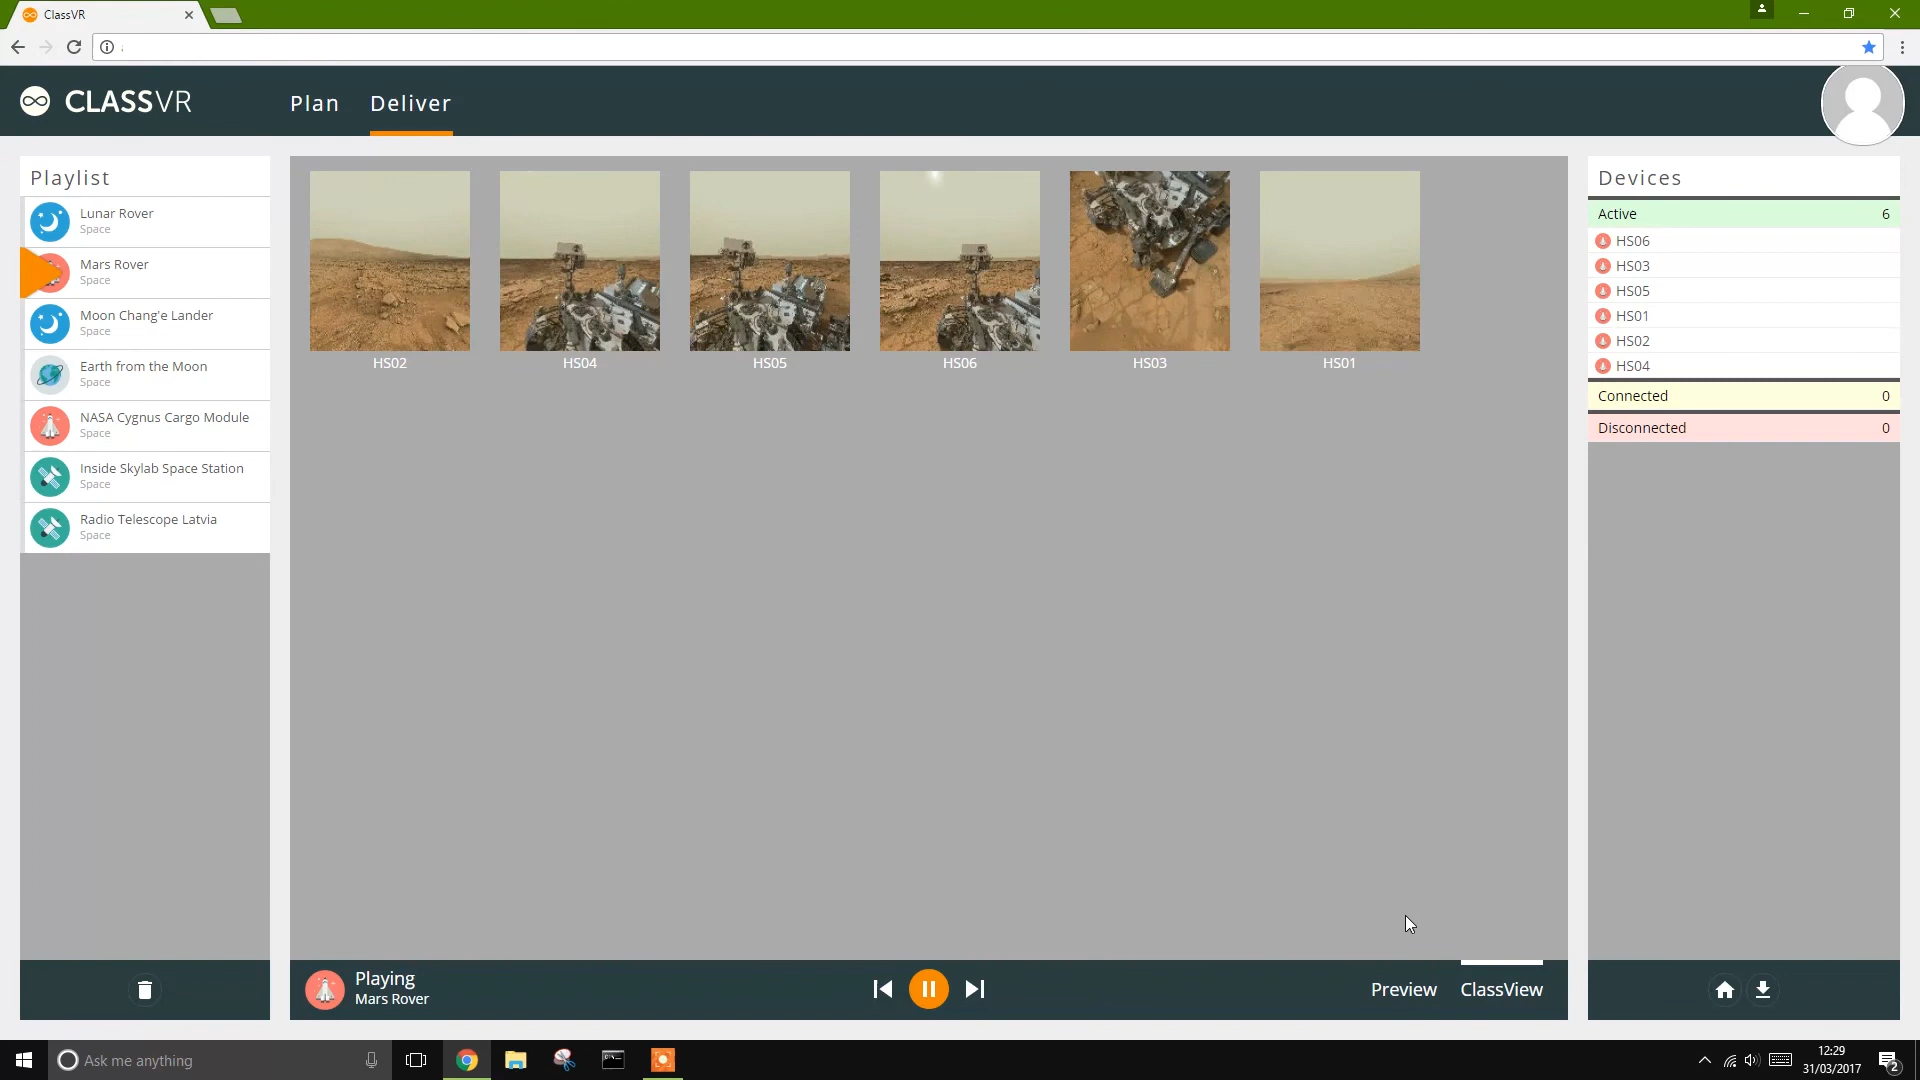 ClassVR
CLASSVR
Plan
Deliver
Playlist
Lunar Rover
Space
Mars Rover
Space
Moon Chang'e Lander
Space
Earth from the Moon
Space
NASA Cygnus Cargo Module
Space
Inside Skylab Space Station
Space
Radio Telescope Latvia
Space
HS02
HS04
HS05
HS06
HS03
HS01
Playing
Mars Rover
Preview
ClassView
Devices
Active 6
HS06
HS03
HS05
HS01
HS02
HS04
Connected 0
Disconnected 0
Ask me anything
12:29
31/03/2017
2